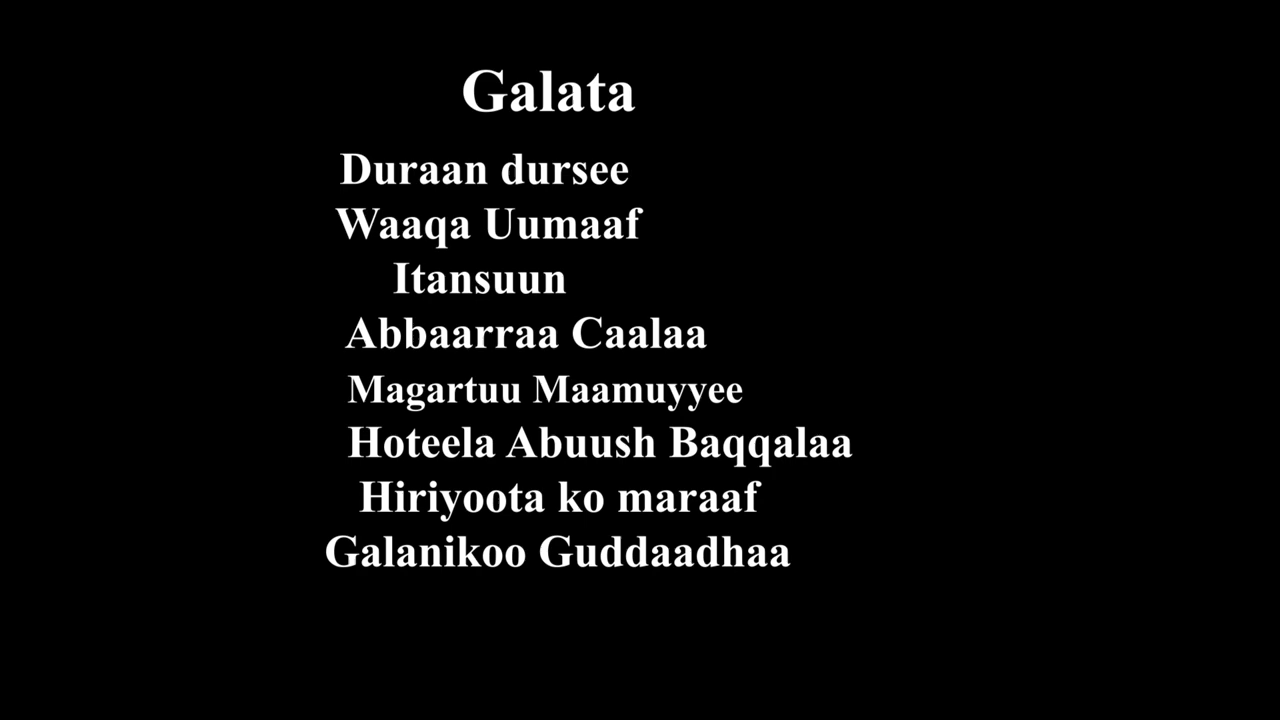 Galata
Duraan dursee
Waaqa Uumaaf
Itansuun
Abbaarraa Caalaa
Magartuu Maamuyyee
Hoteela Abuush Baqqalaa
Hiriyoota ko maraaf
Galanikoo Guddaadhaa